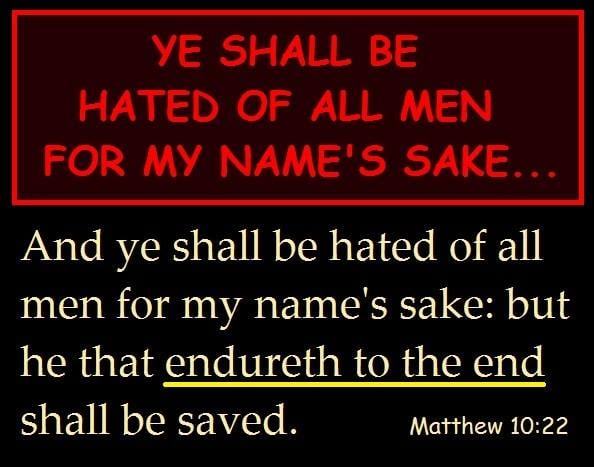 YE SHALL BE
HATED OF ALL MEN
FOR MY NAME'S SAKE...
And ye shall be hated of all
men for my name's sake: but
he that endureth to the end
shall be saved. Matthew 10:22